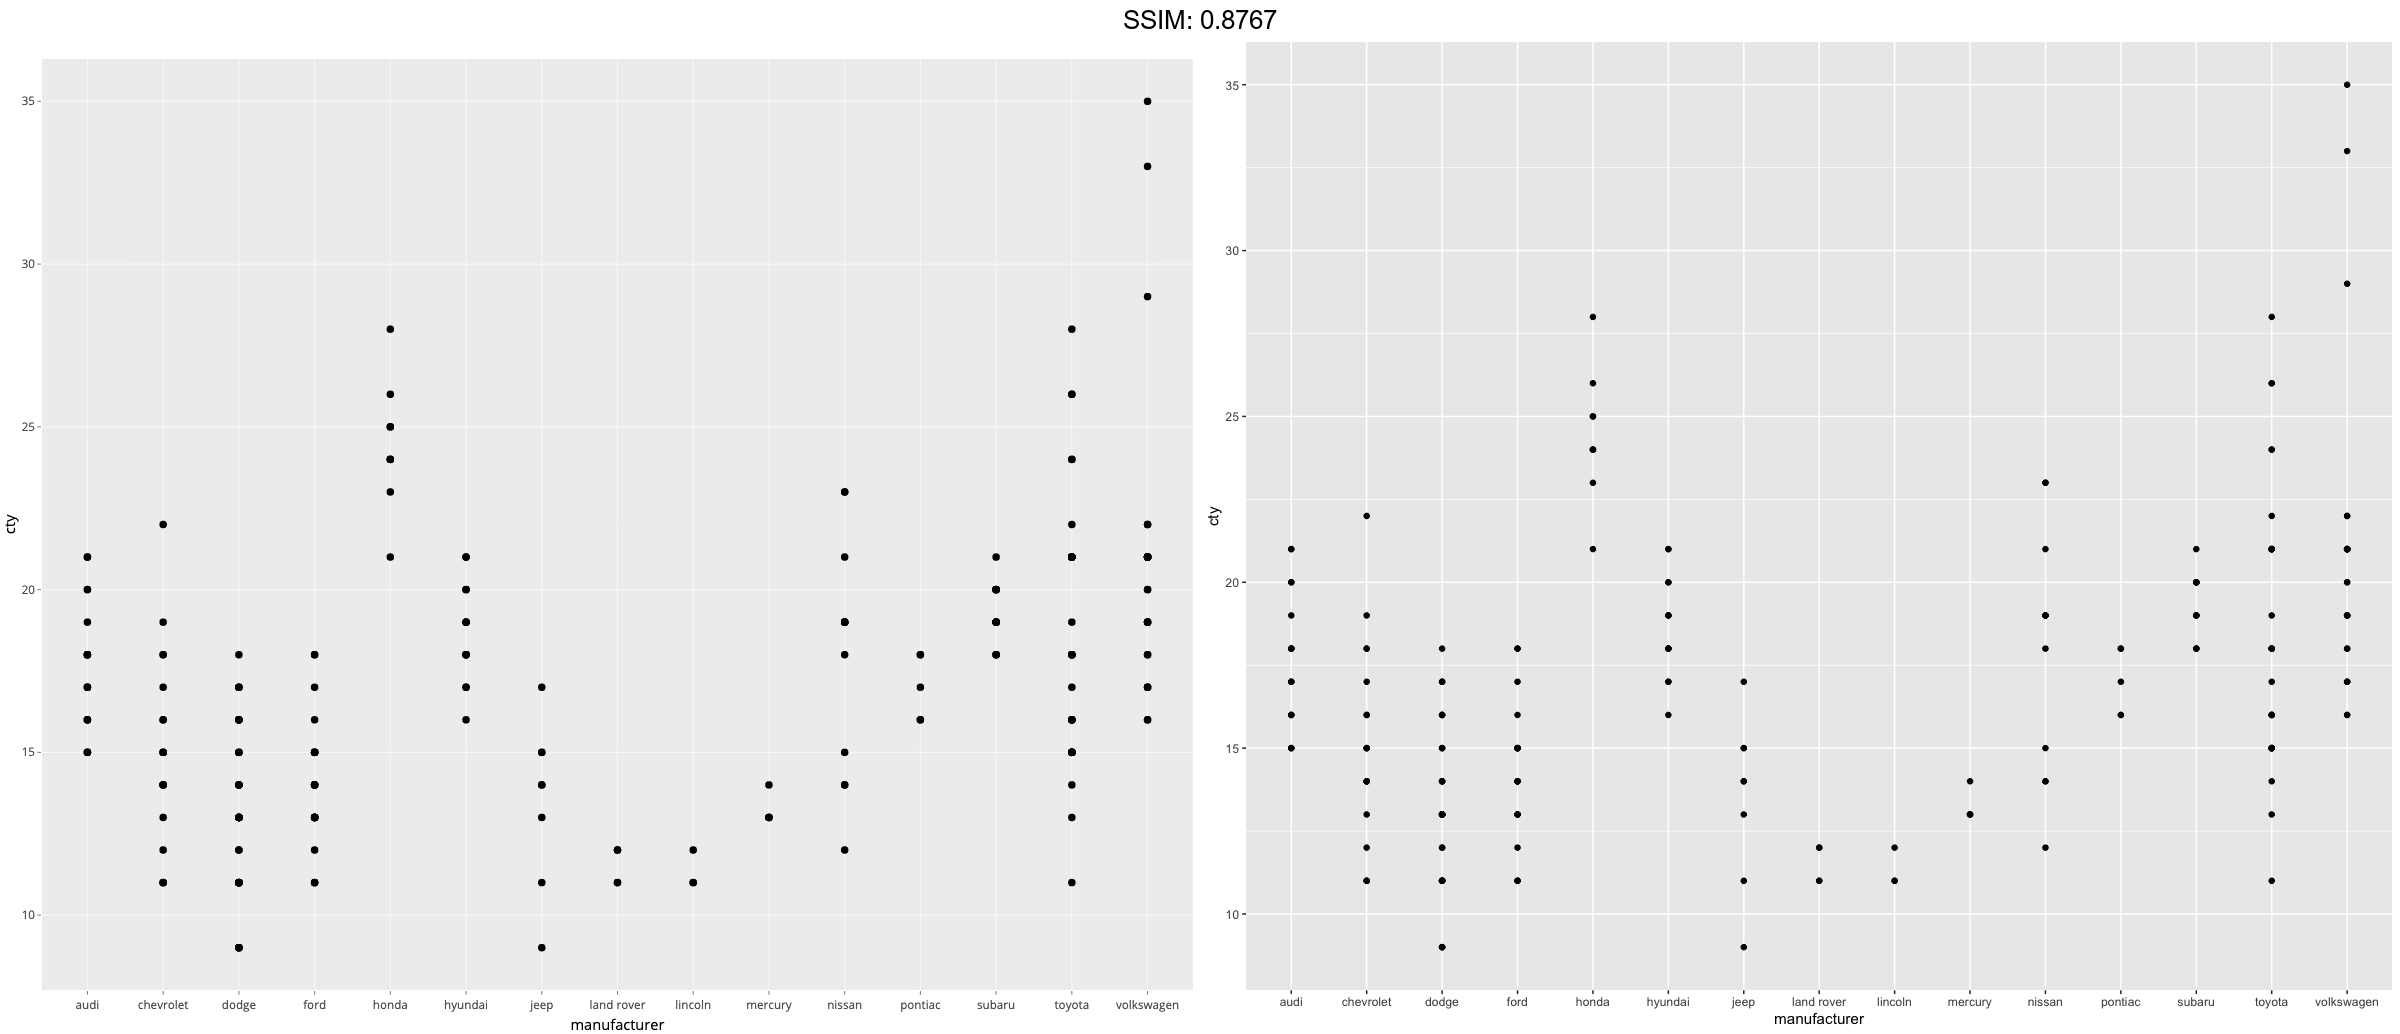 SSIM: 0.8767
35
30
25
20
15
10
cty
audi chevrolet dodge ford honda hyundai jeep land rover lincoln mercury nissan pontiac subaru toyota volkswagen
manufacturer
35
30
25
20
15
10
cty
audi chevrolet dodge ford honda hyundai jeep land rover lincoln mercury nissan pontiac subaru toyota volkswagen
manufacturer